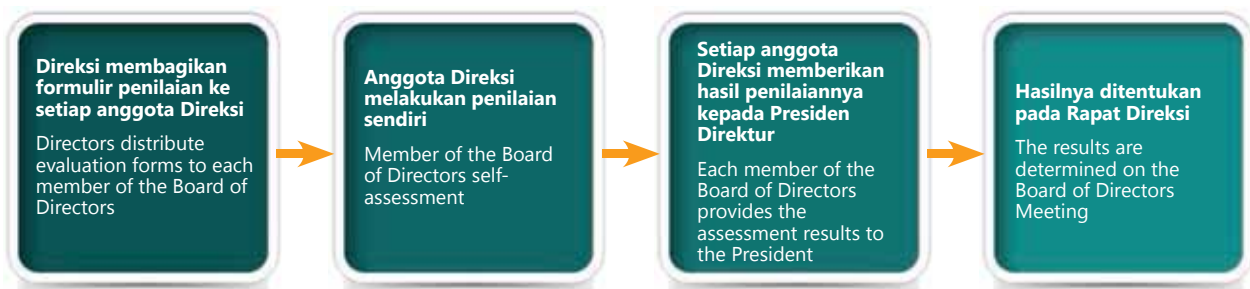 Direksi membagikan
formulir penilaian ke
setiap anggota Direksi
Directors distribute
evaluation forms to each
member of the Board of
Directors
Anggota Direksi
melakukan penilaian
sendiri
Member of the Board
of Directors self-
assessment
Setiap anggota
Direksi memberikan
hasil penilaiannya
kepada Presiden
Direktur
Each member of the
Board of Directors
provides the
assessment results to
the President
Hasilnya ditentukan
pada Rapat Direksi
The results are
determined on the
Board of Directors
Meeting